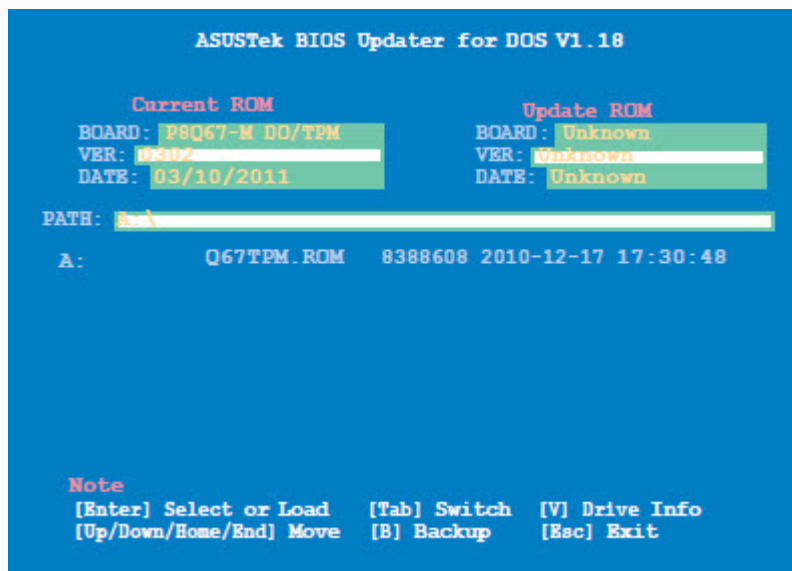 ASUSTek BIOS Updater for DOS V1.18
Current ROM
BOARD: P8Q67-M DO/TPM
VER: 0302
DATE: 03/10/2011
Update ROM
BOARD: Unknown
VER: Unknown
DATE: Unknown
PATH: A:\
A: Q67TPM.ROM 8388608 2010-12-17 17:30:48
Note
[Enter] Select or Load [Tab] Switch [V] Drive Info
[Up/Down/Home/End] Move [B] Backup [Esc] Exit